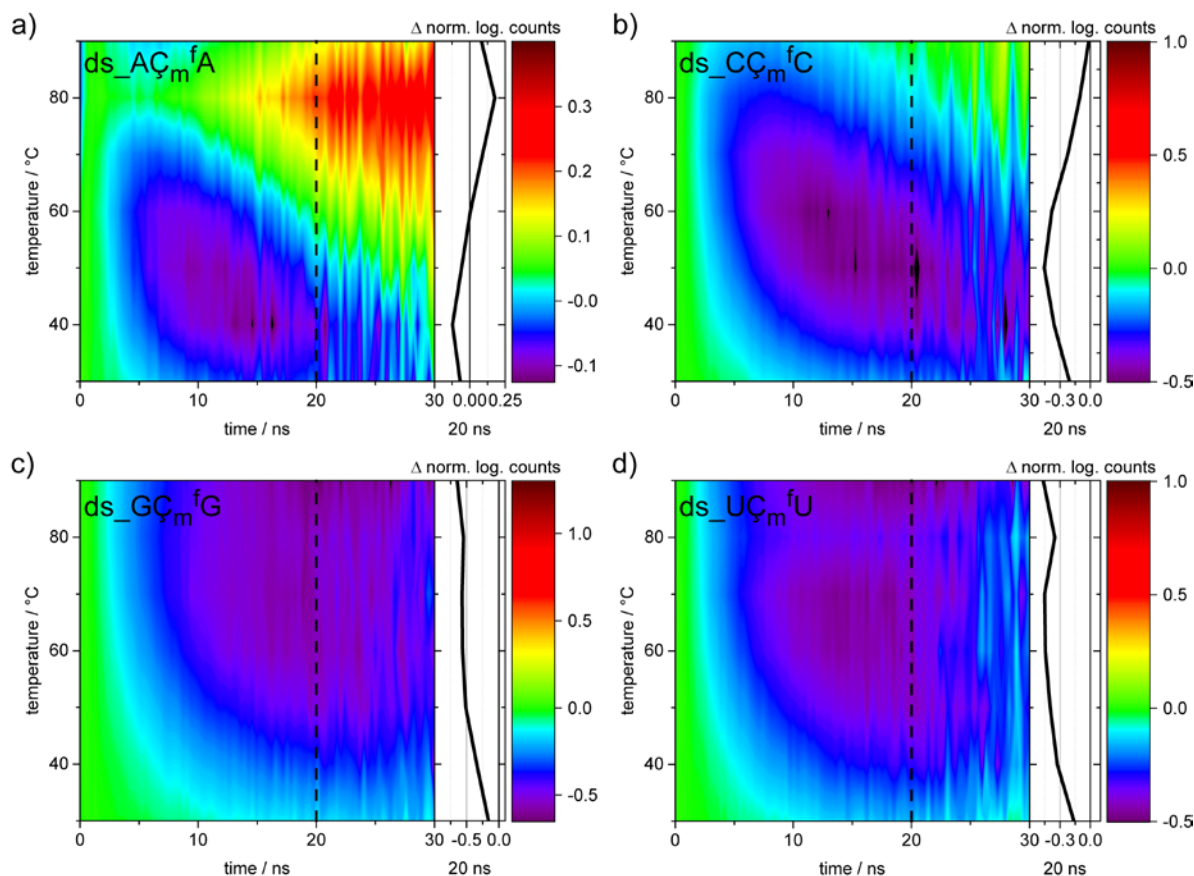 a)
Δ norm. log. counts
ds_AÇₘᶠA
temperature / °C
80
60
40
0 10 20 30
0.00 0.25
time / ns
20 ns
0.3
0.2
0.1
-0.0
-0.1
b)
Δ norm. log. counts
ds_CÇₘᶠC
temperature / °C
80
60
40
0 10 20 30
-0.3 0.0
time / ns
20 ns
1.0
0.5
0.0
-0.5
c)
Δ norm. log. counts
ds_GÇₘᶠG
temperature / °C
80
60
40
0 10 20 30
-0.5 0.0
time / ns
20 ns
1.0
0.5
0.0
-0.5
d)
Δ norm. log. counts
ds_UÇₘᶠU
temperature / °C
80
60
40
0 10 20 30
-0.3 0.0
time / ns
20 ns
1.0
0.5
0.0
-0.5